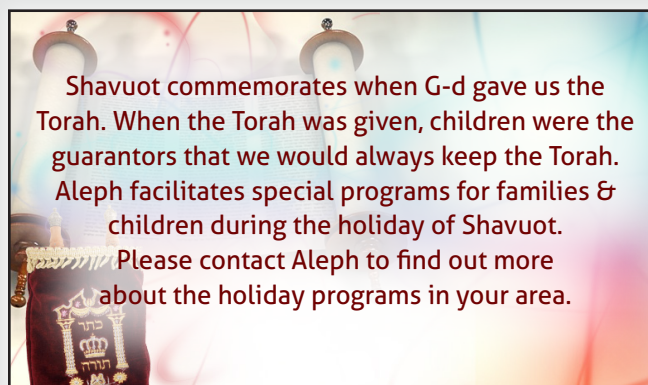 Shavuot commemorates when G-d gave us the
Torah. When the Torah was given, children were the
guarantors that we would always keep the Torah.
Aleph facilitates special programs for families &
children during the holiday of Shavuot.
Please contact Aleph to find out more
about the holiday programs in your area.
כתר
תורה